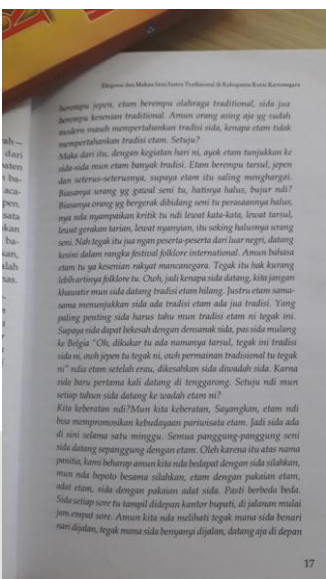 Ekspresi dan Makna Seni Sastra Tradisional di Kabupaten Kutai Kartanegara
berempu jepen, etam berempu olahraga traditional, sida jua
berempu kesenian traditional. Amun orang asing aja yg sudah
modern maseh mempertahankan tradisi sida, kenapa etam tidak
mempertahankan tradisi etam. Setuju?
Maka dari itu, dengan kegiatan hari ni, ayok etam tunjukkan ke
sida-sida mun etam banyak tradisi. Etam berempu tarsul, jepen
dan seterus-seterusnya, supaya etam itu saling menghargai.
Biasanya urang yg gawal seni tu, hatinya halus, bujur ndi?
Biasanya orang yg bergerak dibidang seni tu perasaannya halus,
nya nda nyampaikan kritik tu ndi lewat kata-kata, lewat tarsul,
lewat gerakan tarian, lewat nyanyian, itu seking halusnya urang
seni. Nah tegak itu jua ngan peserta-peserta dari luar negri, datang
kesini dalam rangka festival folklore international. Amun bahasa
etam tu ya kesenian rakyat mancanegara. Tegak itu hak kurang
lebih artinya folklore tu. Ooh, jadi kenapa sida datang, kita jangan
khawatir mun sida datang tradisi etam hilang. Justru etam sama-
sama menunjukkan sida ada tradisi etam ada jua tradisi. Yang
paling penting sida harus tahu mun tradisi etam ni tegak ini.
Supaya sida dapat bekesah dengan densanak sida, pas sida mulang
ke Belgia "Oh, dikukar tu ada namanya tarsul, tegak ini tradisi
sida ni, ouh jepen tu tegak ni, ouh permainan tradisional tu tegak
ni" ndia etam setelah erau, dikesahkan sida diwadah sida. Karna
sida baru pertama kali datang di tenggarong. Setuju ndi mun
setiap tahun sida datang ke wadah etam ni?
Kita keberatan ndi?Mun kita keberatan, Sayangkan, etam ndi
bisa mempromosikan kebudayaan pariwisata etam. Jadi sida ada
di sini selama satu minggu. Semua panggung-panggung seni
sida datang sepanggung dengan etam. Oleh karena itu atas nama
panitia, kami beharap amun kita nda bedapat dengan sida silahkan,
mun nda bepoto besama silahkan, etam dengan pakaian etam,
adat etam, sida dengan pakaian adat sida. Pasti berbeda beda.
Sida setiap sore tu tampil didepan kantor bupati, di jalanan mulai
jam empat sore. Amun kita nda melihati tegak mana sida benari
nari dijalan, tegak mana sida benyanyi dijalan, datang aja di depan
17
dari